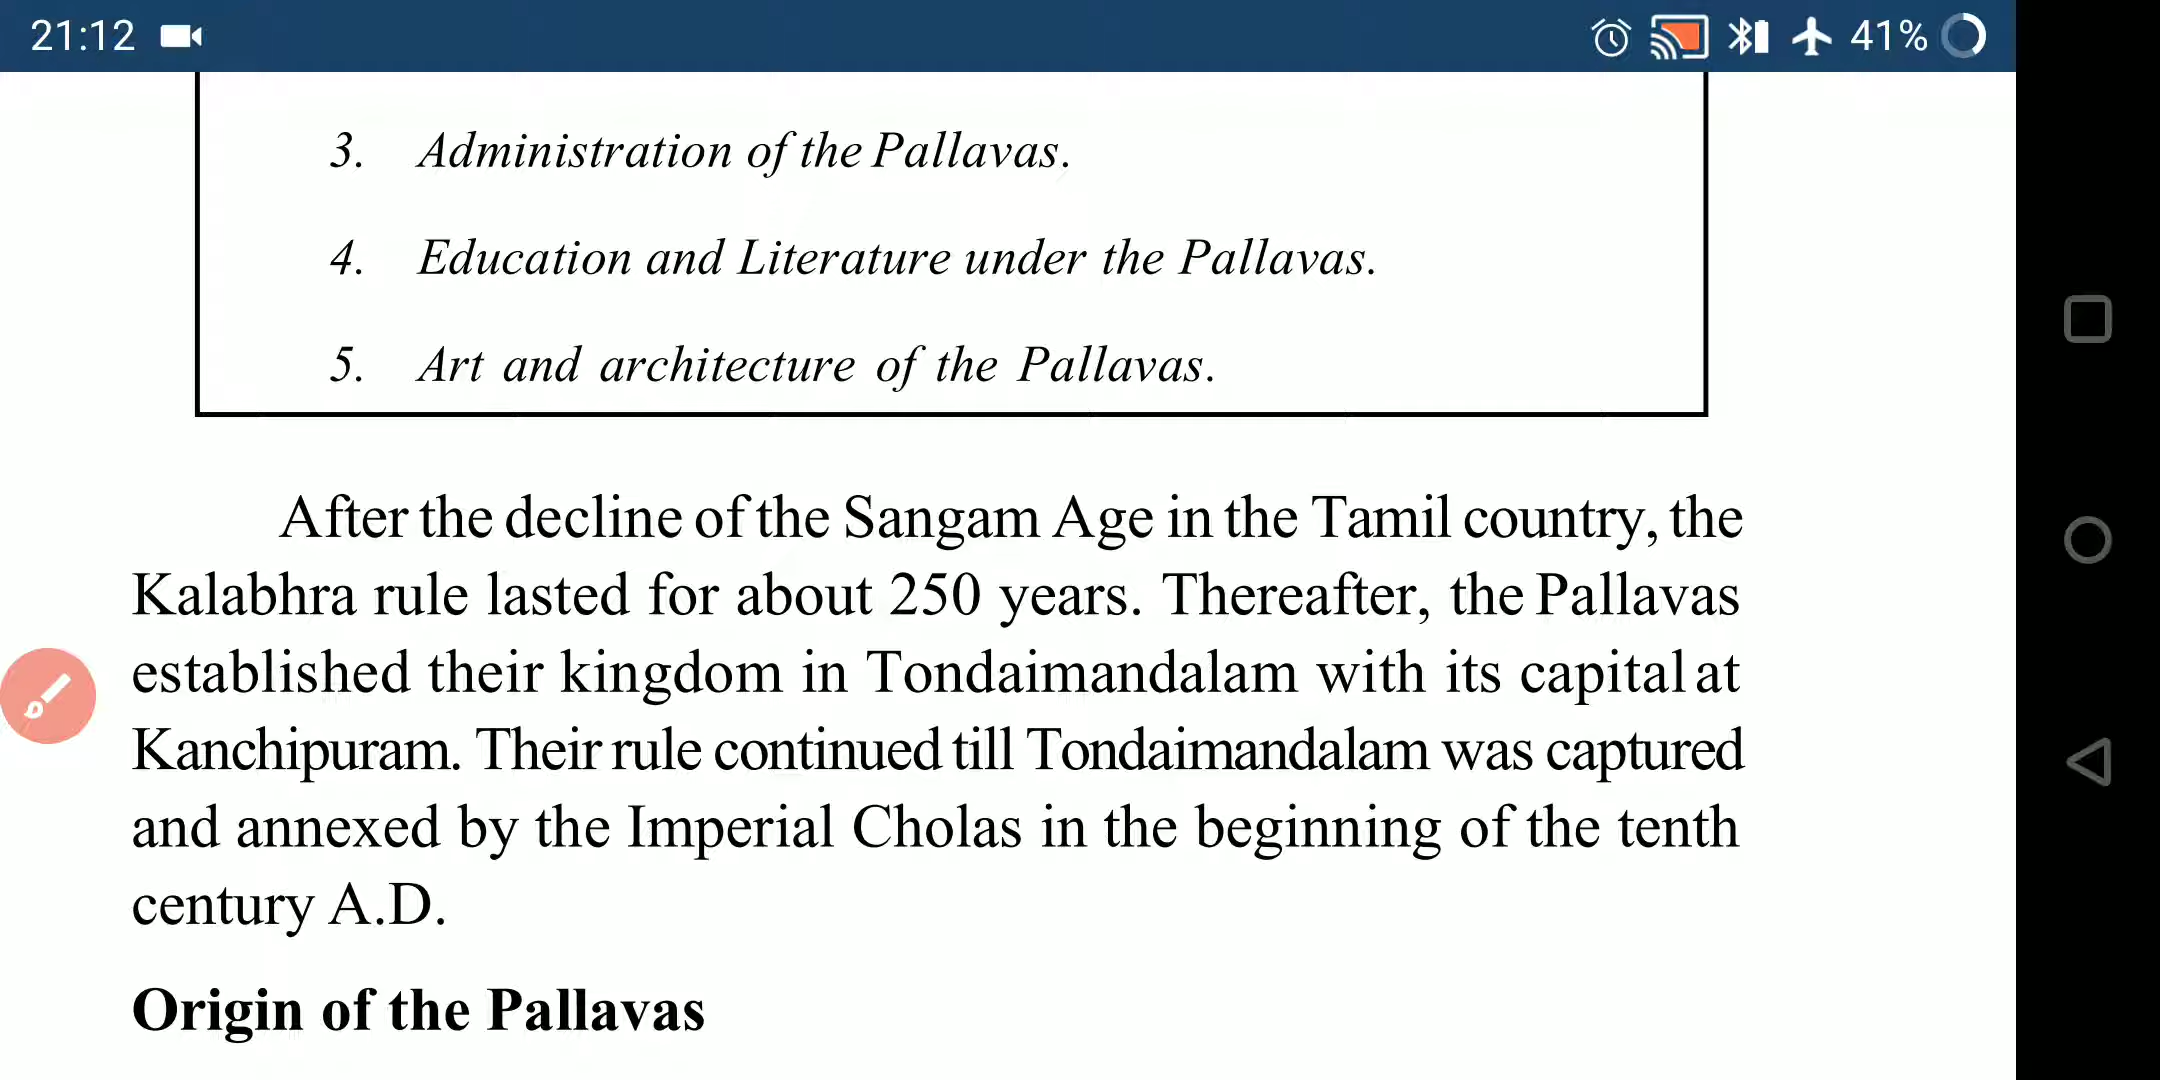 21:12
41%
3. Administration of the Pallavas.
4. Education and Literature under the Pallavas.
5. Art and architecture of the Pallavas.
After the decline of the Sangam Age in the Tamil country, the
Kalabhra rule lasted for about 250 years. Thereafter, the Pallavas
established their kingdom in Tondaimandalam with its capital at
Kanchipuram. Their rule continued till Tondaimandalam was captured
and annexed by the Imperial Cholas in the beginning of the tenth
century A.D.
Origin of the Pallavas